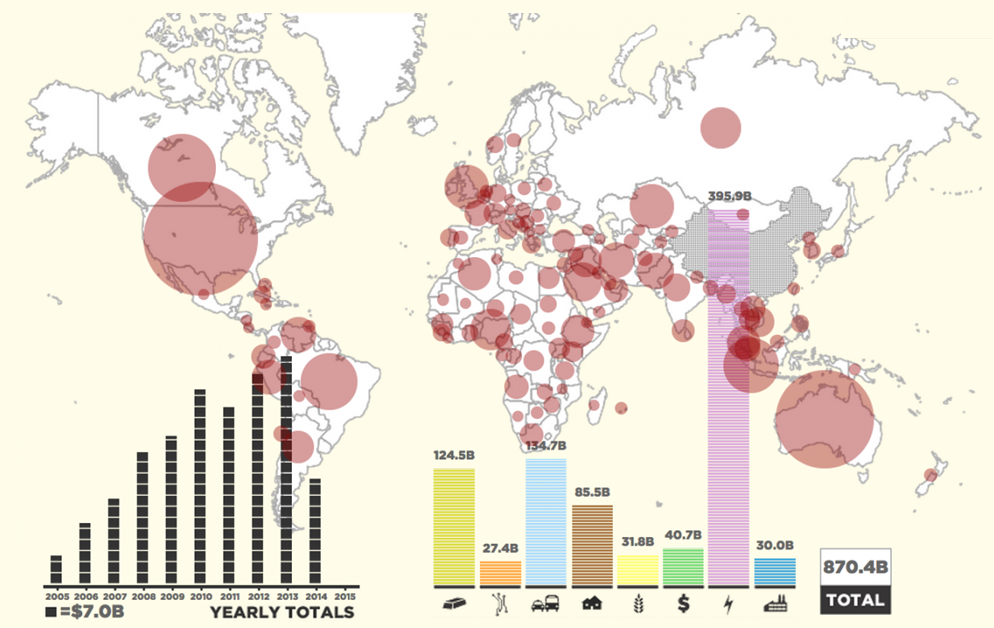 395.9B
134.7B
124.5B
85.5B
31.8B
40.7B
27.4B
30.0B
870.4B
TOTAL
2005 2006 2007 2008 2009 2010 2011 2012 2013 2014 2015
=$7.0B
YEARLY TOTALS
$